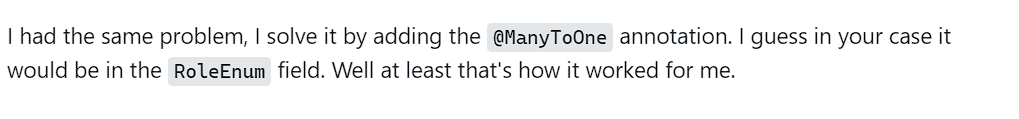 I had the same problem, I solve it by adding the @ManyToOne annotation. I guess in your case it
would be in the RoleEnum field. Well at least that's how it worked for me.